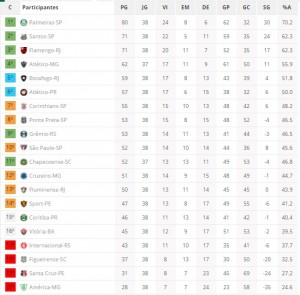 C Participantes PG JG VI EM DE GP GC SG %A
1º Palmeiras-SP 80 38 24 8 6 62 32 30 70.2
2º Santos-SP 71 38 22 5 11 59 35 24 62.3
3º Flamengo-RJ 71 38 20 11 7 52 35 17 62.3
4º Atlético-MG 62 37 17 11 9 61 53 8 55.9
5º Botafogo-RJ 59 38 17 8 13 43 39 4 51.8
6º Atlético-PR 57 38 17 6 15 38 32 6 50.0
7º Corinthians-SP 55 38 15 10 13 48 42 6 48.2
8º Ponte Preta-SP 53 38 15 8 15 48 52 -4 46.5
9º Grêmio-RS 53 38 14 11 13 41 44 -3 46.5
10º São Paulo-SP 52 38 14 10 14 44 36 8 45.6
11º Chapecoense-SC 52 37 13 13 11 49 53 -4 46.8
12º Cruzeiro-MG 51 38 14 9 15 48 49 -1 44.7
13º Fluminense-RJ 50 38 13 11 14 45 45 0 43.9
14º Sport-PE 47 38 13 8 17 49 55 -6 41.2
15º Coritiba-PR 46 38 11 13 14 41 42 -1 40.4
16º Vitória-BA 45 38 12 9 17 51 53 -2 39.5
Internacional-RS 43 38 11 10 17 35 41 -6 37.7
Figueirense-SC 37 38 8 13 17 30 50 -20 32.5
Santa Cruz-PE 31 38 8 7 23 45 69 -24 27.2
América-MG 28 38 7 7 24 23 58 -35 24.6